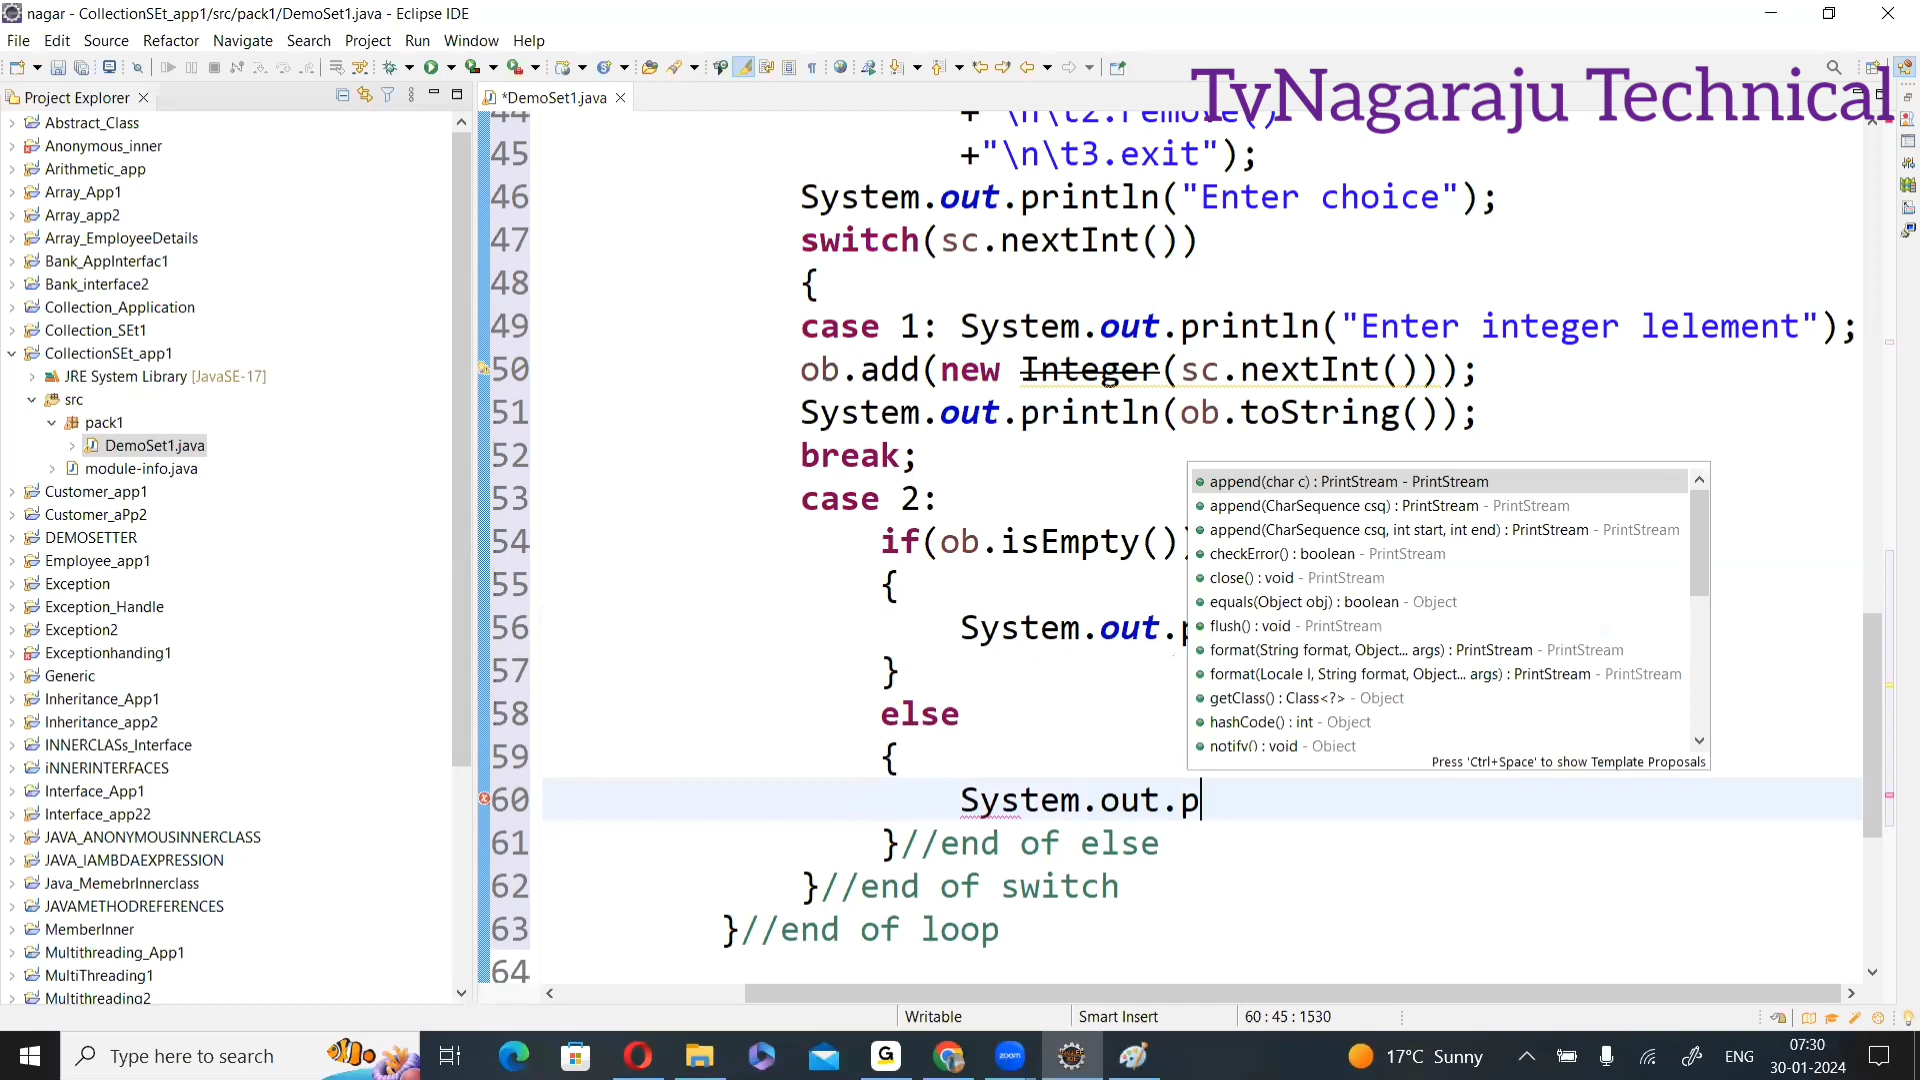 nagar - CollectionSEt_app1/src/pack1/DemoSet1.java - Eclipse IDE
File Edit Source Refactor Navigate Search Project Run Window Help
TvNagaraju Technical
Project Explorer
*DemoSet1.java
Abstract_Class
Anonymous_inner
Arithmetic_app
Array_App1
Array_app2
Array_EmployeeDetails
Bank_AppInterfac1
Bank_interface2
Collection_Application
Collection_SEt1
CollectionSEt_app1
JRE System Library [JavaSE-17]
src
pack1
DemoSet1.java
module-info.java
Customer_app1
Customer_aPp2
DEMOSETTER
Employee_app1
Exception
Exception_Handle
Exception2
Exceptionhanding1
Generic
Inheritance_App1
Inheritance_app2
INNERCLASs_Interface
iNNERINTERFACES
Interface_App1
Interface_app22
JAVA_ANONYMOUSINNERCLASS
JAVA_lAMBDAEXPRESSION
Java_MemebrInnerclass
JAVAMETHODREFERENCES
MemberInner
Multithreading_App1
MultiThreading1
Multithreading2
44 + "\n\t2.remove()
45 +"\n\t3.exit");
46 System.out.println("Enter choice");
47 switch(sc.nextInt())
48 {
49 case 1: System.out.println("Enter integer lelement");
50 ob.add(new Integer(sc.nextInt()));
51 System.out.println(ob.toString());
52 break;
53 case 2:
54 if(ob.isEmpty()
55 {
56 System.out.p
57 }
58 else
59 {
60 System.out.p
61 }//end of else
62 }//end of switch
63 }//end of loop
64
append(char c) : PrintStream - PrintStream
append(CharSequence csq) : PrintStream - PrintStream
append(CharSequence csq, int start, int end) : PrintStream - PrintStream
checkError() : boolean - PrintStream
close() : void - PrintStream
equals(Object obj) : boolean - Object
flush() : void - PrintStream
format(String format, Object... args) : PrintStream - PrintStream
format(Locale l, String format, Object... args) : PrintStream - PrintStream
getClass() : Class<?> - Object
hashCode() : int - Object
notify() : void - Object
Press 'Ctrl+Space' to show Template Proposals
Writable Smart Insert 60 : 45 : 1530
Type here to search
zoom
17°C Sunny
ENG
07:30
30-01-2024